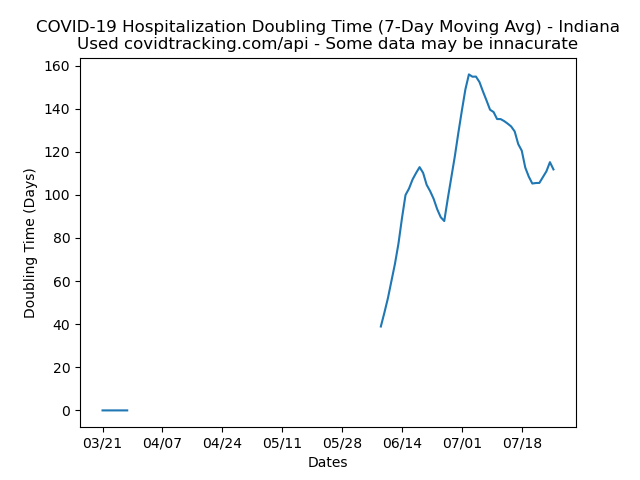 COVID-19 Hospitalization Doubling Time (7-Day Moving Avg) - Indiana
Used covidtracking.com/api - Some data may be innacurate
160
140
120
100
80
60
40
20
0
Doubling Time (Days)
03/21 04/07 04/24 05/11 05/28 06/14 07/01 07/18
Dates